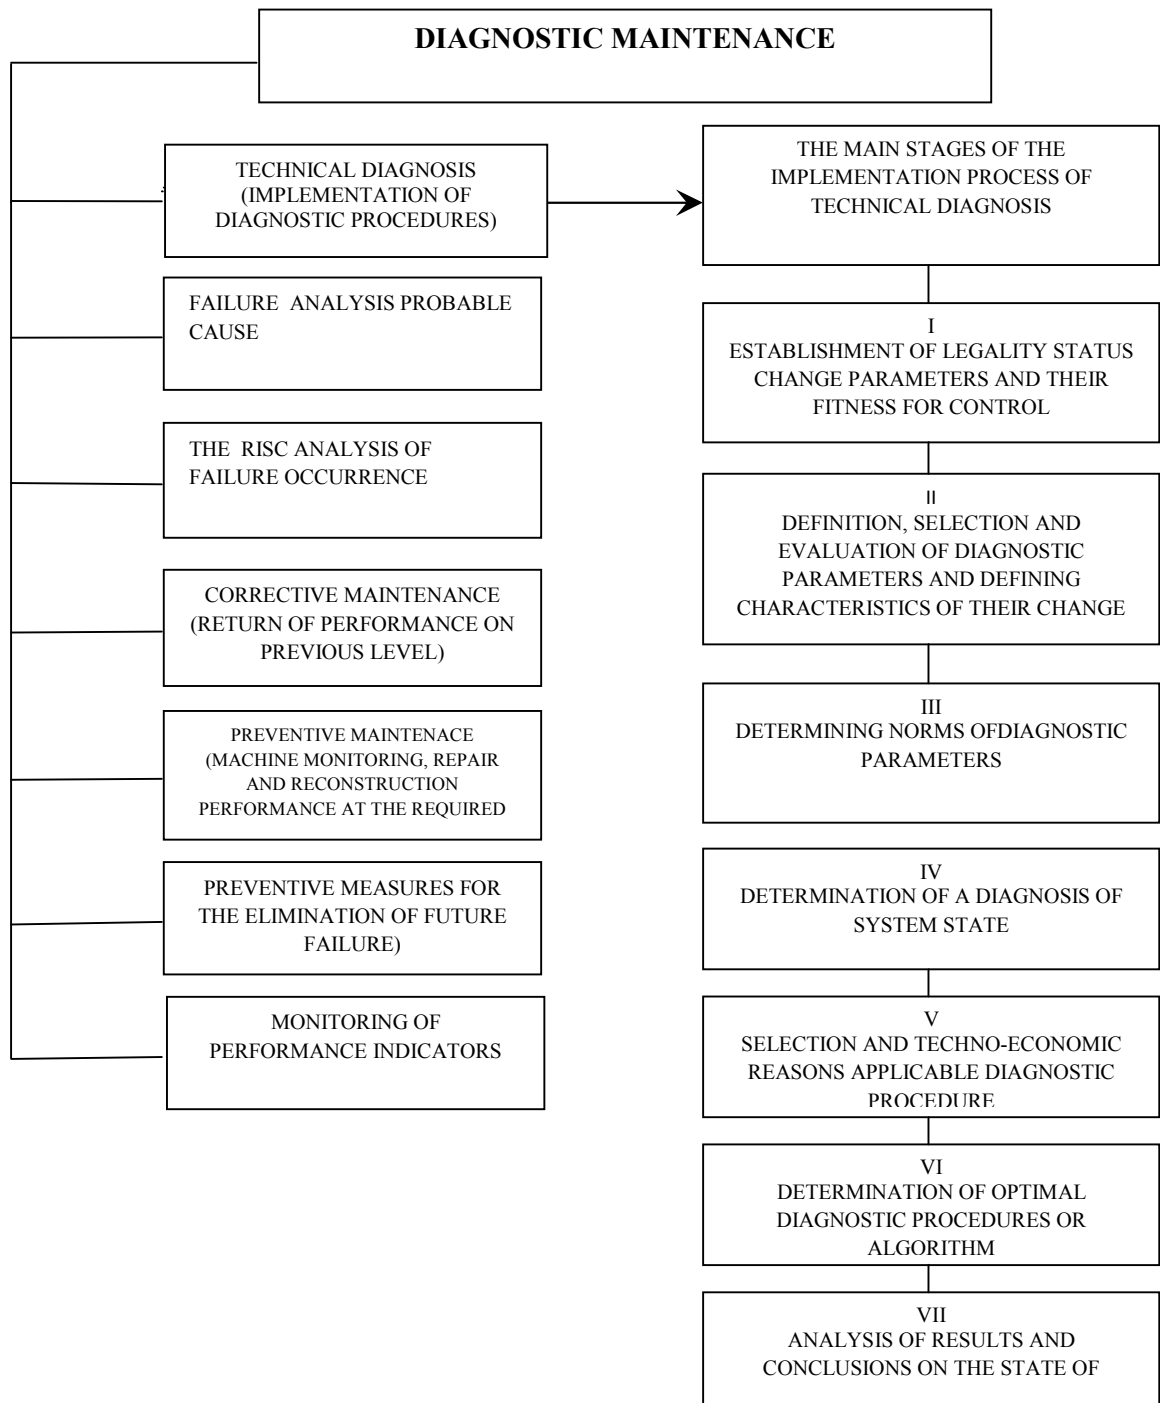 DIAGNOSTIC MAINTENANCE
TECHNICAL DIAGNOSIS
(IMPLEMENTATION OF
DIAGNOSTIC PROCEDURES)
FAILURE ANALYSIS PROBABLE
CAUSE
THE RISC ANALYSIS OF
FAILURE OCCURRENCE
CORRECTIVE MAINTENANCE
(RETURN OF PERFORMANCE ON
PREVIOUS LEVEL)
PREVENTIVE MAINTENACE
(MACHINE MONITORING, REPAIR
AND RECONSTRUCTION
PERFORMANCE AT THE REQUIRED
PREVENTIVE MEASURES FOR
THE ELIMINATION OF FUTURE
FAILURE)
MONITORING OF
PERFORMANCE INDICATORS
THE MAIN STAGES OF THE
IMPLEMENTATION PROCESS OF
TECHNICAL DIAGNOSIS
I
ESTABLISHMENT OF LEGALITY STATUS
CHANGE PARAMETERS AND THEIR
FITNESS FOR CONTROL
II
DEFINITION, SELECTION AND
EVALUATION OF DIAGNOSTIC
PARAMETERS AND DEFINING
CHARACTERISTICS OF THEIR CHANGE
III
DETERMINING NORMS OFDIAGNOSTIC
PARAMETERS
IV
DETERMINATION OF A DIAGNOSIS OF
SYSTEM STATE
V
SELECTION AND TECHNO-ECONOMIC
REASONS APPLICABLE DIAGNOSTIC
PROCEDURE
VI
DETERMINATION OF OPTIMAL
DIAGNOSTIC PROCEDURES OR
ALGORITHM
VII
ANALYSIS OF RESULTS AND
CONCLUSIONS ON THE STATE OF